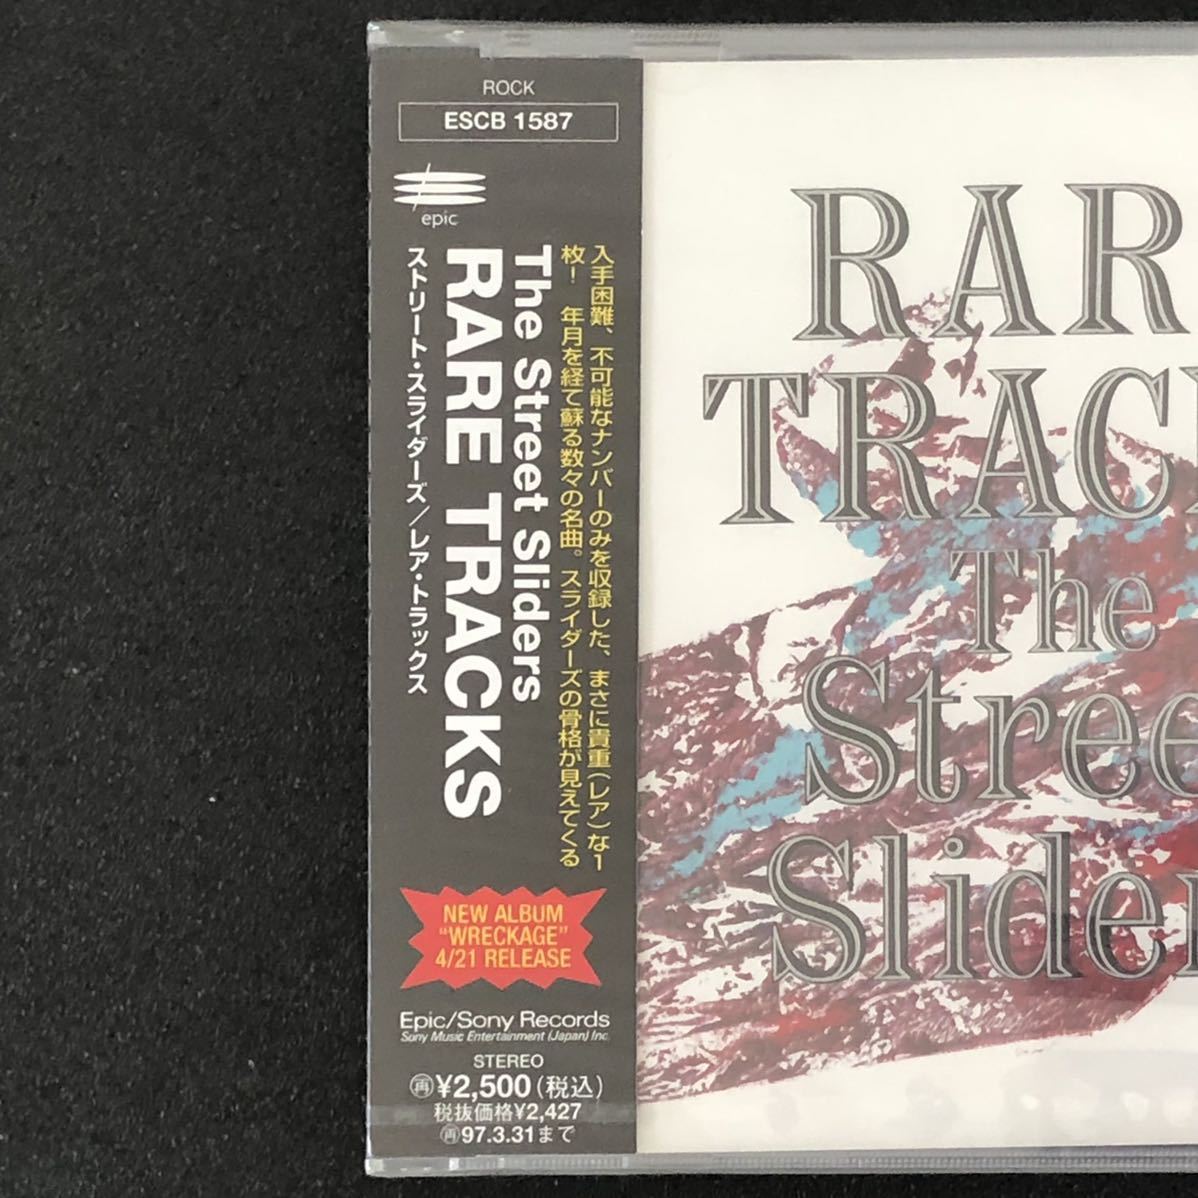 ROCK
ESCB 1587
epic
入手困難、不可能なナンバーのみを収録した、まさに貴重(レア)な1
枚! 年月を経て蘇る数々の名曲。スライダーズの骨格が見えてくる
The Street Sliders
RARE TRACKS
ストリート・スライダーズ/レア・トラックス
NEW ALBUM
"WRECKAGE"
4/21 RELEASE
Epic/Sony Records
Sony Music Entertainment (Japan) Inc.
STEREO
再¥2,500(税込)
税抜価格¥2,427
再97.3.31まで
RAR
TRAC
The
Stree
Slider